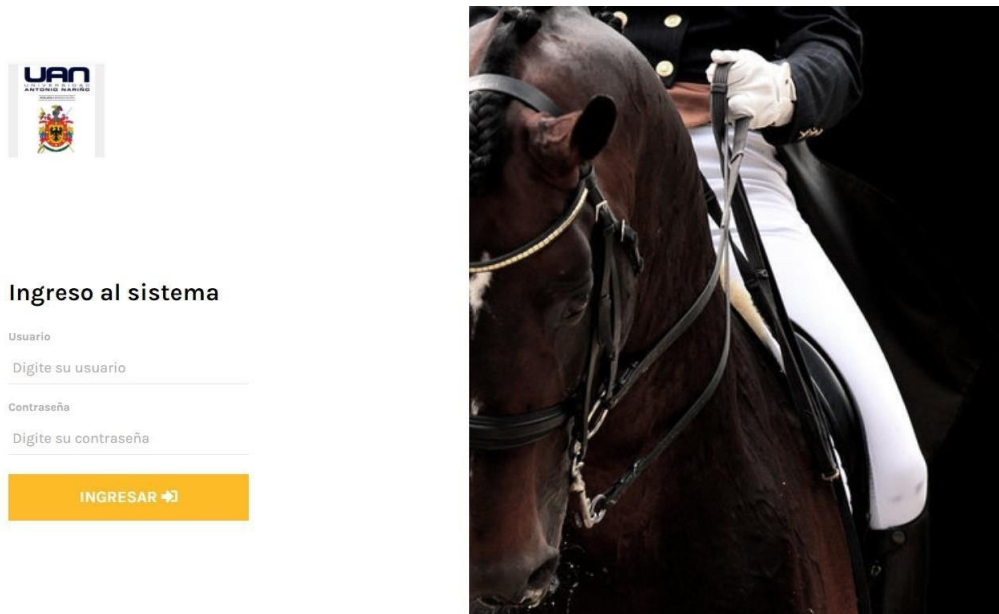 UAN
UNIVERSIDAD
ANTONIO NARIÑO
Ingreso al sistema
Usuario
Digite su usuario
Contraseña
Digite su contraseña
INGRESAR